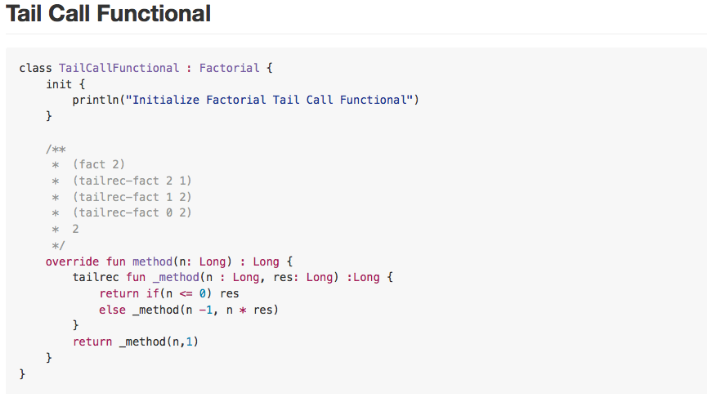 Tail Call Functional
class TailCallFunctional : Factorial {
    init {
        println("Initialize Factorial Tail Call Functional")
    }

    /**
     *  (fact 2)
     *  (tailrec-fact 2 1)
     *  (tailrec-fact 1 2)
     *  (tailrec-fact 0 2)
     *  2
     */
    override fun method(n: Long) : Long {
        tailrec fun _method(n : Long, res: Long) :Long {
            return if(n <= 0) res
            else _method(n -1, n * res)
        }
        return _method(n,1)
    }
}